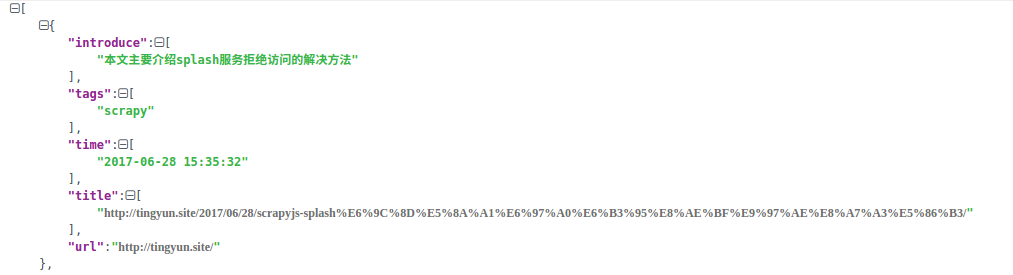 [
{
"introduce":[
"本文主要介绍splash服务拒绝访问的解决方法"
],
"tags":[
"scrapy"
],
"time":[
"2017-06-28 15:35:32"
],
"title":[
"http://tingyun.site/2017/06/28/scrapyjs-splash%E6%9C%8D%E5%8A%A1%E6%97%A0%E6%B3%95%E8%AE%BF%E9%97%AE%E8%A7%A3%E5%86%B3/"
],
"url":"http://tingyun.site/"
},